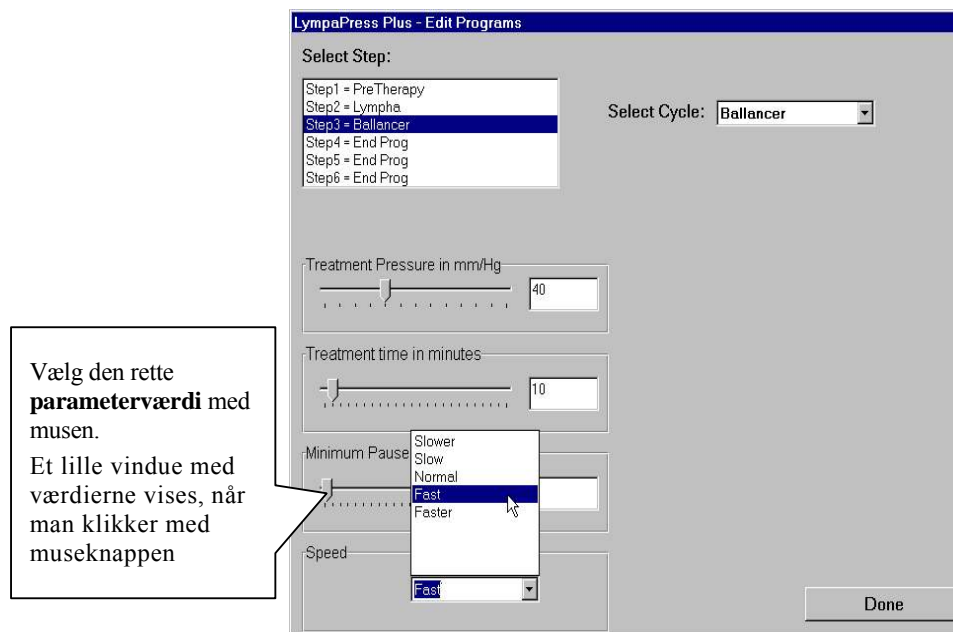 LympaPress Plus - Edit Programs
Select Step:
Step1 = PreTherapy
Step2 = Lympha
Step3 = Ballancer
Step4 = End Prog
Step5 = End Prog
Step6 = End Prog
Select Cycle:
Ballancer
Treatment Pressure in mm/Hg
40
Treatment time in minutes
10
Minimum Pause
Slower
Slow
Normal
Fast
Faster
Speed
Fast
Done
Vælg den rette
parameterværdi med
musen.
Et lille vindue med
værdierne vises, når
man klikker med
museknappen